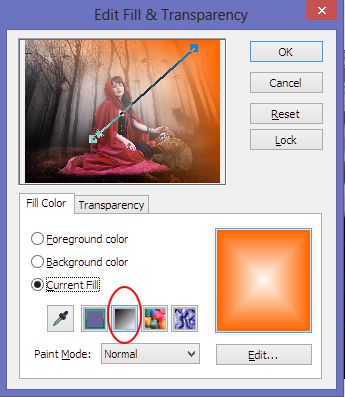 Edit Fill & Transparency
x
OK
Cancel
Reset
Lock
Fill Color
Transparency
Foreground color
Background color
Current Fill
Paint Mode:
Normal
Edit...